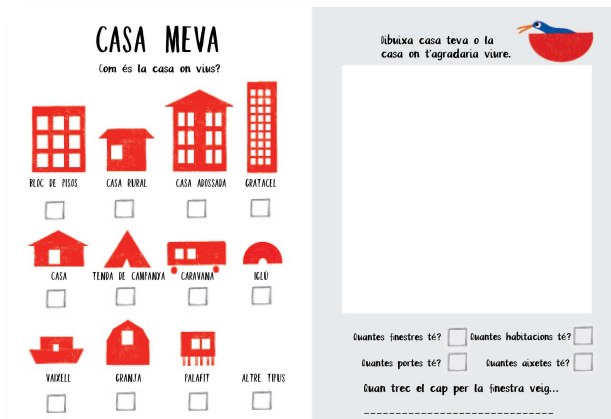 CASA MEVA
Com és la casa on vius?
BLOC DE PISOS
CASA RURAL
CASA ADOSSADA
GRATACEL
CASA
TENDA DE CAMPANYA
CARAVANA
IGLÚ
VAIXELL
GRANJA
PALAFIT
ALTRE TIPUS
Dibuixa casa teva o la
casa on t'agradaria viure.
Quantes finestres té?
Quantes habitacions té?
Quantes portes té?
Quantes aixetes té?
Quan trec el cap per la finestra veig...